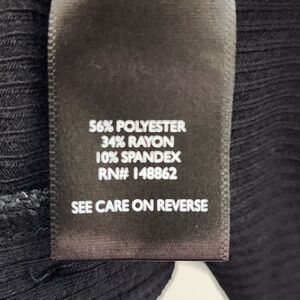 56% POLYESTER
34% RAYON
10% SPANDEX
RN# 148862
SEE CARE ON REVERSE